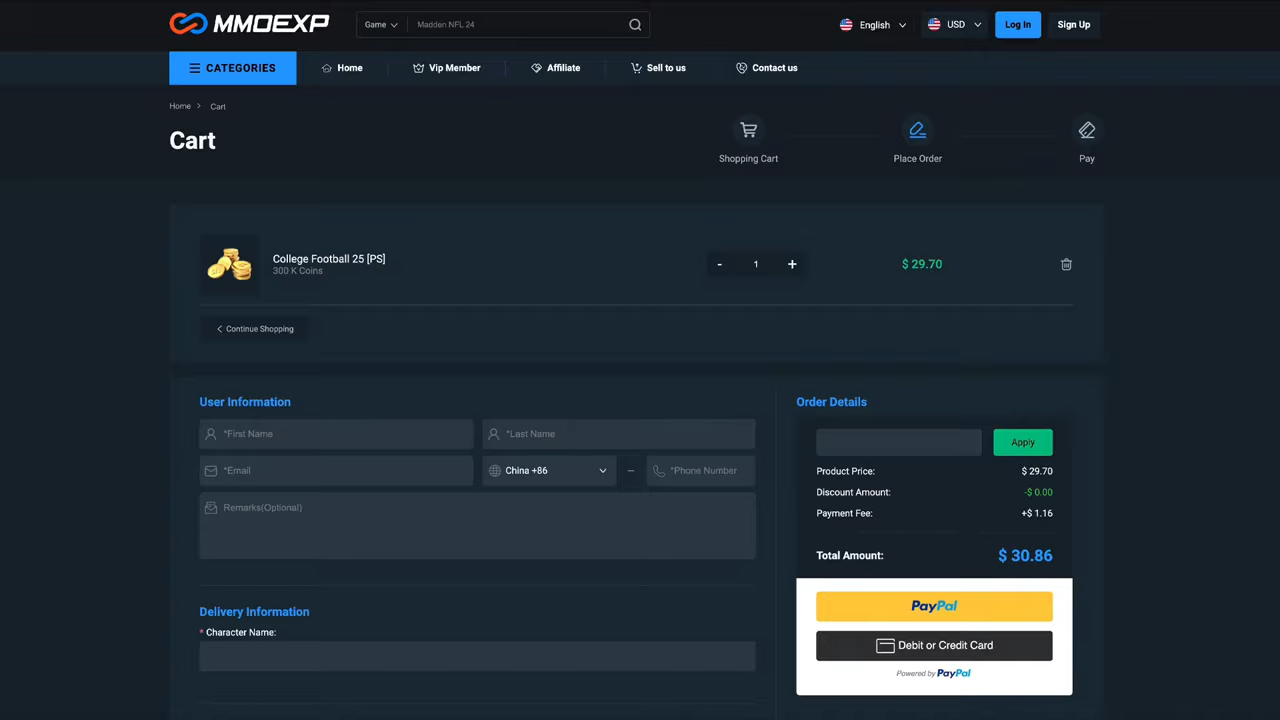 MMOEXP
Game
Madden NFL 24
English
USD
Log In
Sign Up
CATEGORIES
Home
Vip Member
Affiliate
Sell to us
Contact us
Home > Cart
Cart
Shopping Cart
Place Order
Pay
College Football 25 [PS]
300 K Coins
- 1 +
$ 29.70
< Continue Shopping
User Information
*First Name
*Last Name
*Email
China +86
–
*Phone Number
Remarks(Optional)
Delivery Information
* Character Name:
Order Details
Apply
Product Price: $ 29.70
Discount Amount: -$ 0.00
Payment Fee: +$ 1.16
Total Amount: $ 30.86
PayPal
Debit or Credit Card
Powered by PayPal